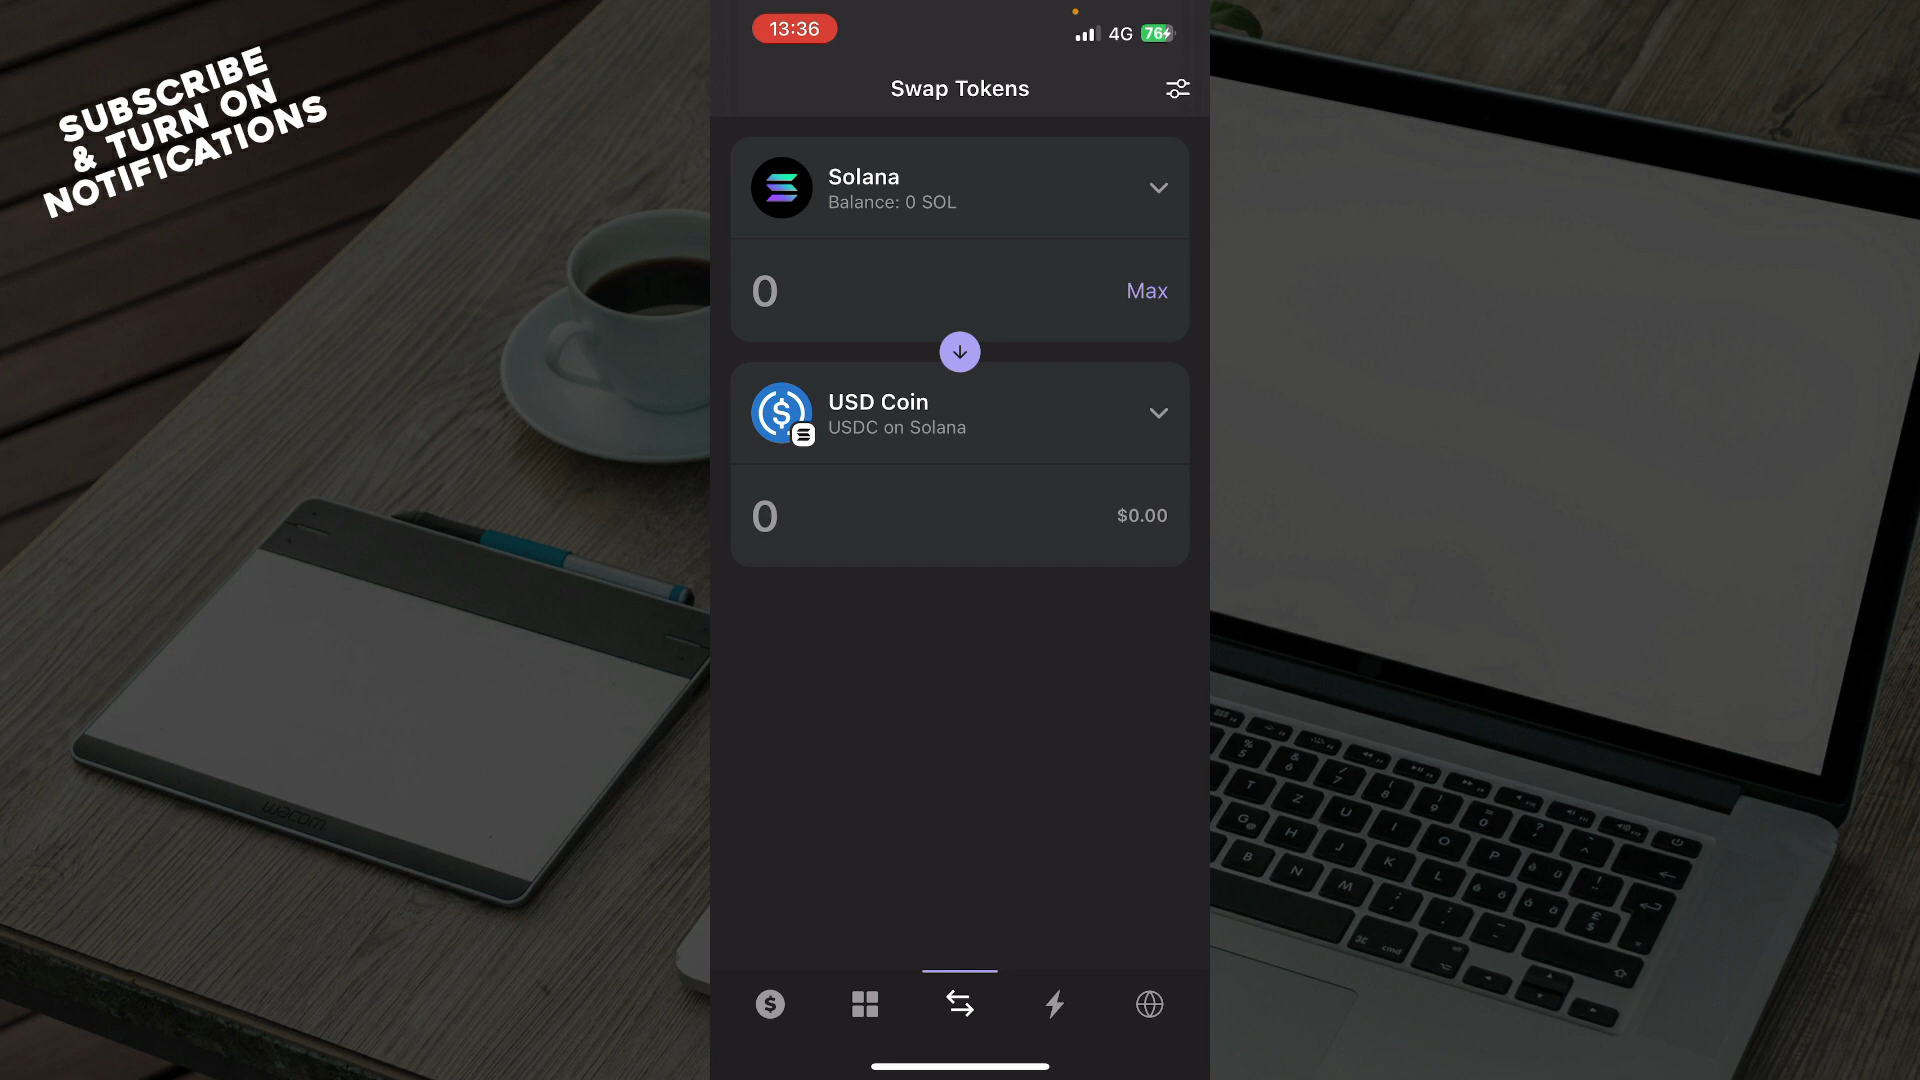 SUBSCRIBE
& TURN ON
NOTIFICATIONS
13:36
4G
76
Swap Tokens
Solana
Balance: 0 SOL
0
Max
USD Coin
USDC on Solana
0
$0.00
wacom